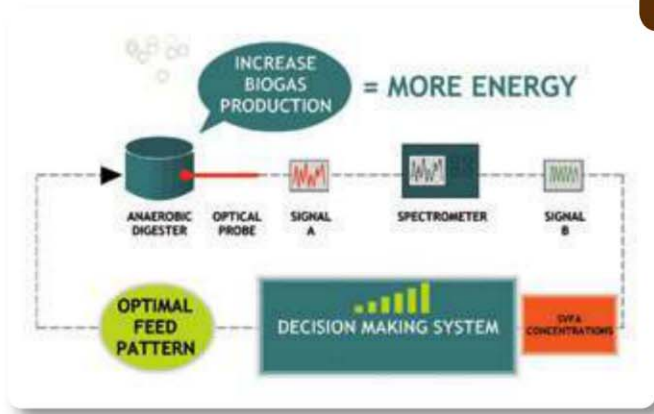 INCREASE
BIOGAS
PRODUCTION
= MORE ENERGY
ANAEROBIC
DIGESTER
OPTICAL
PROBE
SIGNAL
A
SPECTROMETER
SIGNAL
B
OPTIMAL
FEED
PATTERN
DECISION MAKING SYSTEM
CONCENTRATIONS